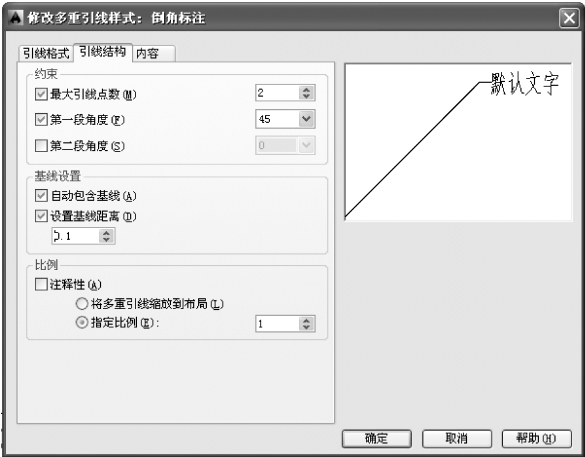 修改多重引线样式：倒角标注
引线格式 引线结构 内容
约束
最大引线点数(M) 2
第一段角度(F) 45
第二段角度(S) 0
基线设置
自动包含基线(A)
设置基线距离(D)
0.1
比例
注释性(A)
将多重引线缩放到布局(L)
指定比例(E): 1
默认文字
确定 取消 帮助(H)